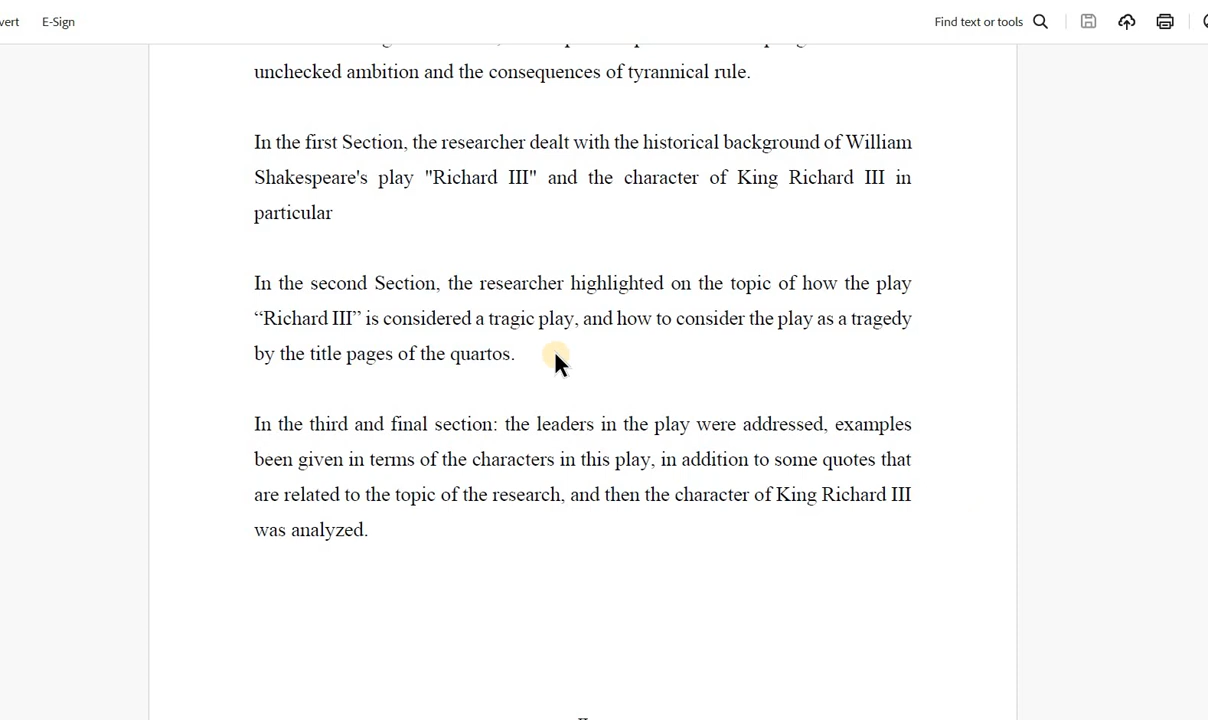 E-Sign
Find text or tools
unchecked ambition and the consequences of tyrannical rule.
In the first Section, the researcher dealt with the historical background of William
Shakespeare's play "Richard III" and the character of King Richard III in
particular
In the second Section, the researcher highlighted on the topic of how the play
“Richard III” is considered a tragic play, and how to consider the play as a tragedy
by the title pages of the quartos.
In the third and final section: the leaders in the play were addressed, examples
been given in terms of the characters in this play, in addition to some quotes that
are related to the topic of the research, and then the character of King Richard III
was analyzed.